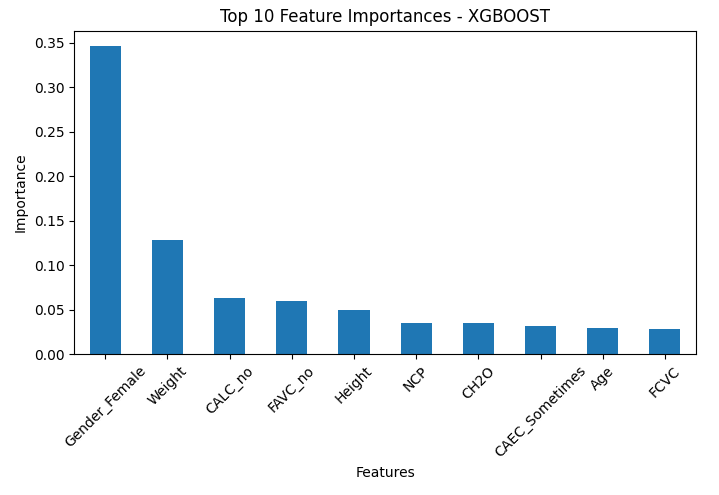 Top 10 Feature Importances - XGBOOST
0.35
0.30
0.25
0.20
0.15
0.10
0.05
0.00
Importance
Gender_Female
Weight
CALC_no
FAVC_no
Height
NCP
CH2O
CAEC_Sometimes
Age
FCVC
Features